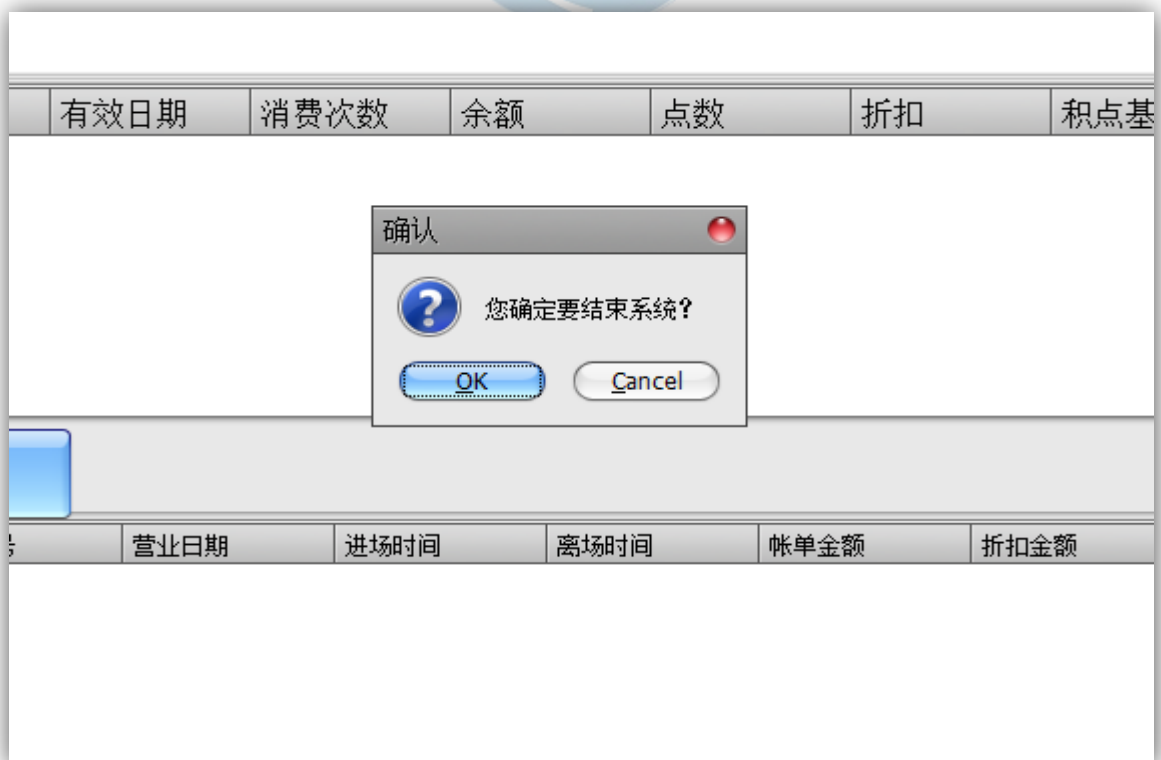 有效日期 消费次数 余额 点数 折扣 积点基
确认
您确定要结束系统?
OK Cancel
营业日期 进场时间 离场时间 帐单金额 折扣金额